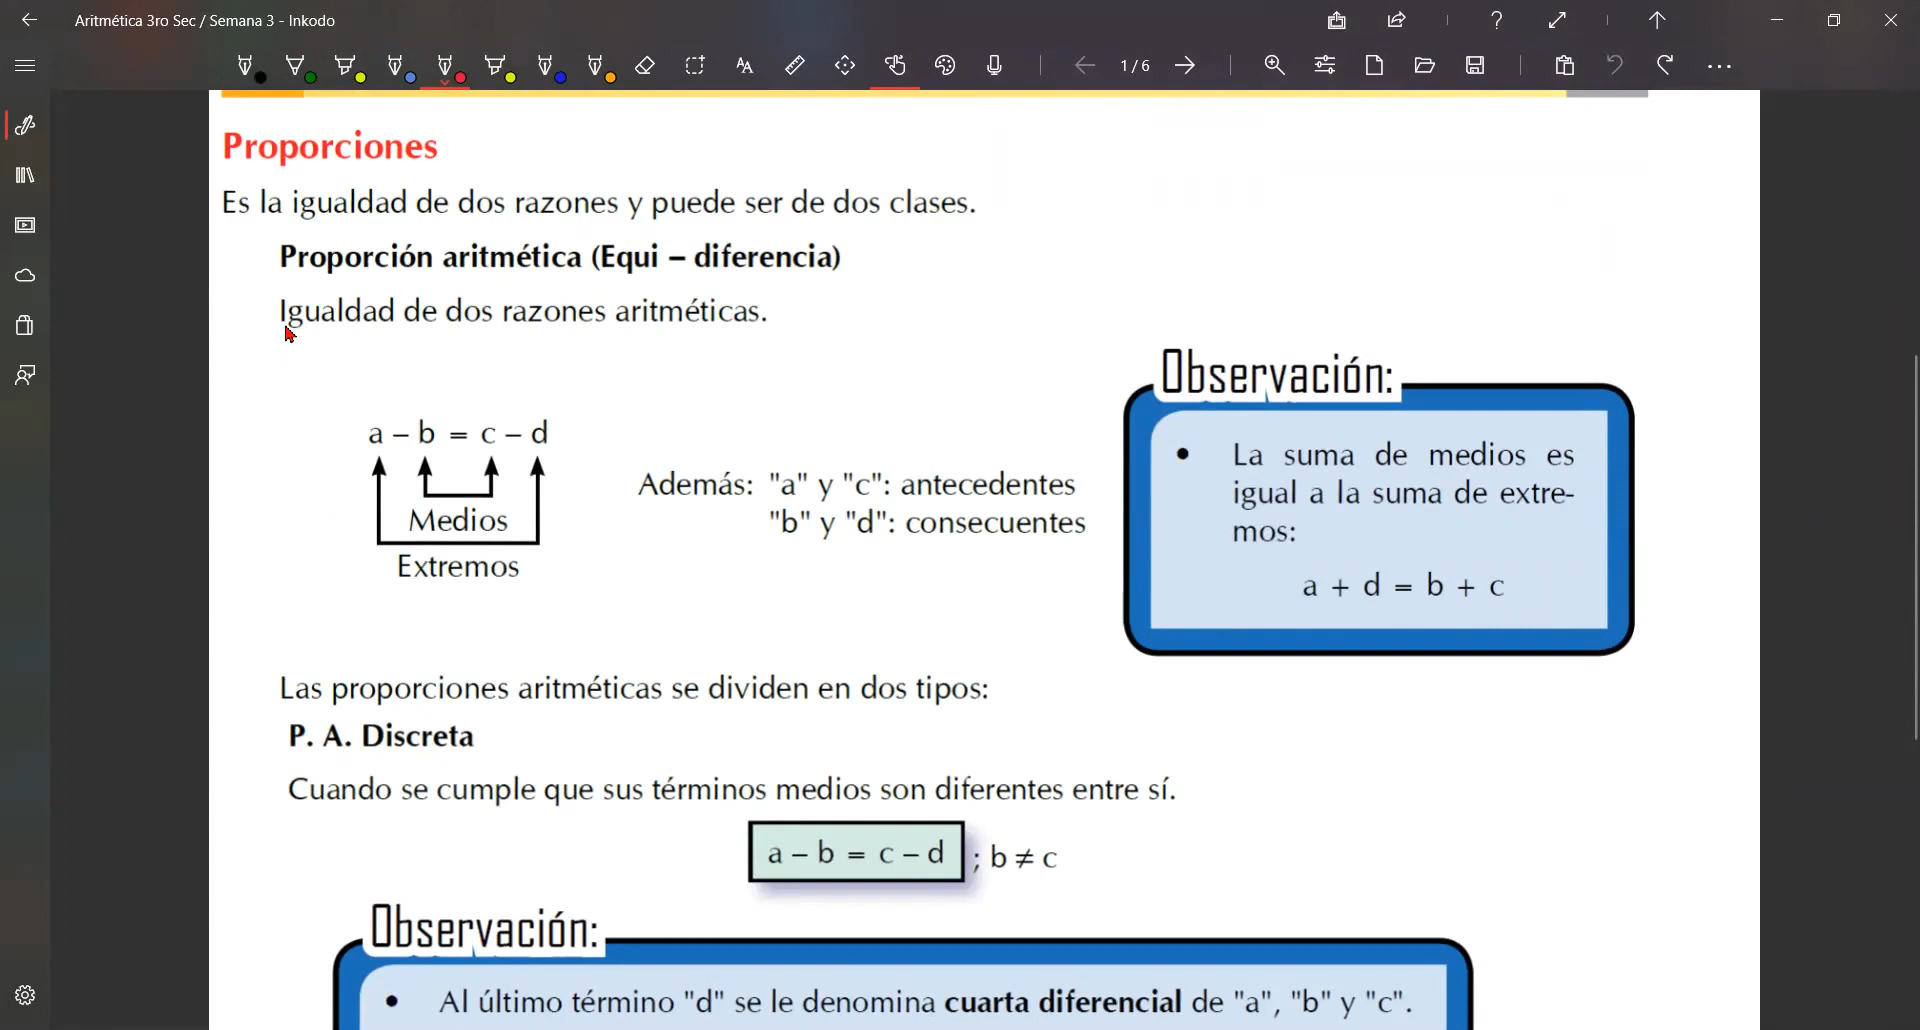 Aritmética 3ro Sec / Semana 3 - Inkodo
1 / 6
Proporciones
Es la igualdad de dos razones y puede ser de dos clases.
Proporción aritmética (Equi – diferencia)
Igualdad de dos razones aritméticas.
a – b = c – d
Medios
Extremos
Además: "a" y "c": antecedentes
"b" y "d": consecuentes
Observación:
• La suma de medios es
igual a la suma de extre-
mos:
a + d = b + c
Las proporciones aritméticas se dividen en dos tipos:
P. A. Discreta
Cuando se cumple que sus términos medios son diferentes entre sí.
a – b = c – d ; b ≠ c
Observación:
• Al último término "d" se le denomina cuarta diferencial de "a", "b" y "c".